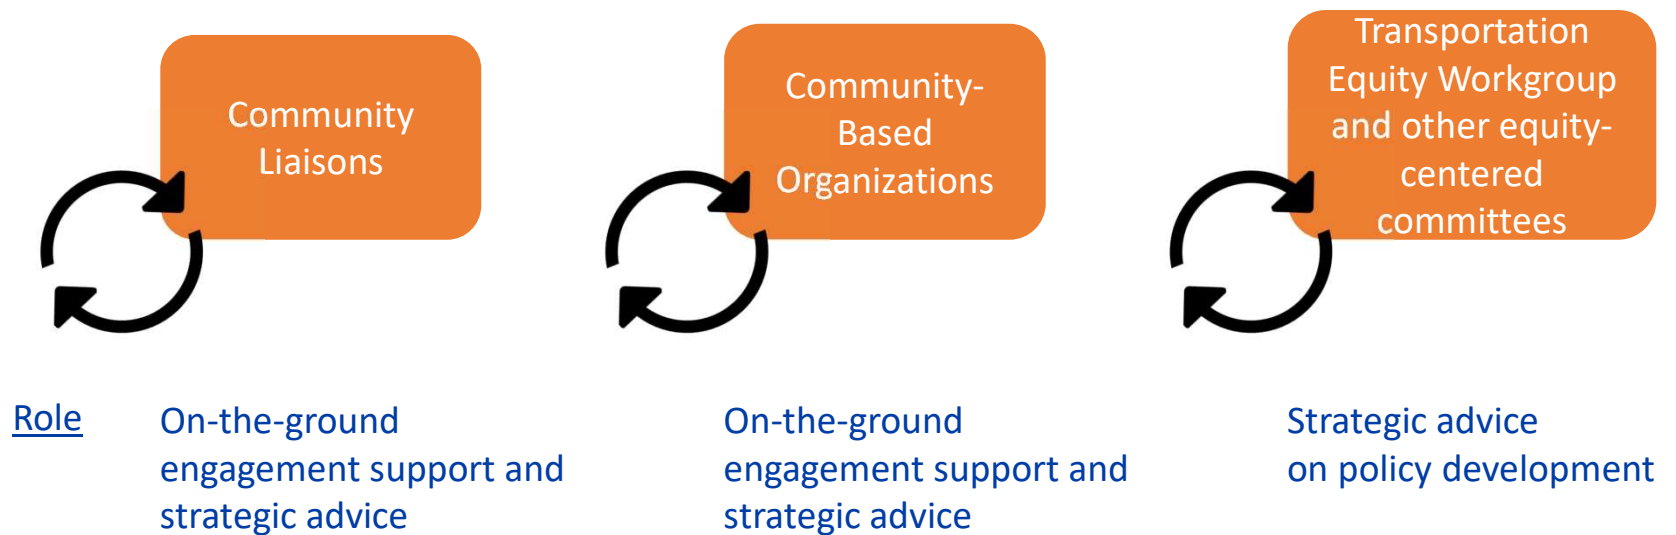 Community
Liaisons
Community-
Based
Organizations
Transportation
Equity Workgroup
and other equity-
centered
committees
Role
On-the-ground
engagement support and
strategic advice
On-the-ground
engagement support and
strategic advice
Strategic advice
on policy development